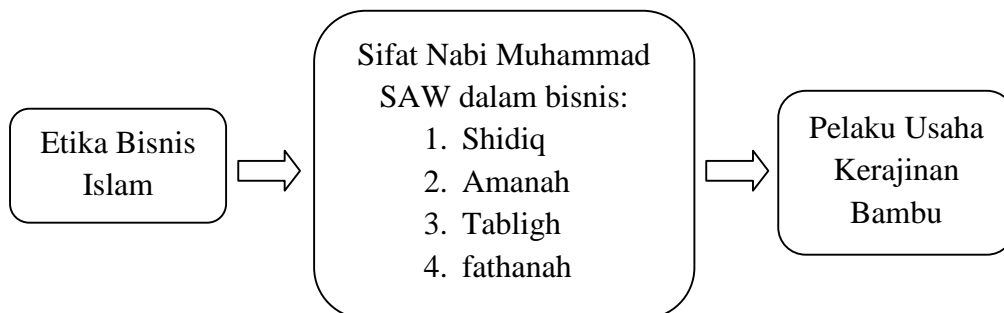 Etika Bisnis
Islam
Sifat Nabi Muhammad
SAW dalam bisnis:
1. Shidiq
2. Amanah
3. Tabligh
4. fathanah
Pelaku Usaha
Kerajinan
Bambu